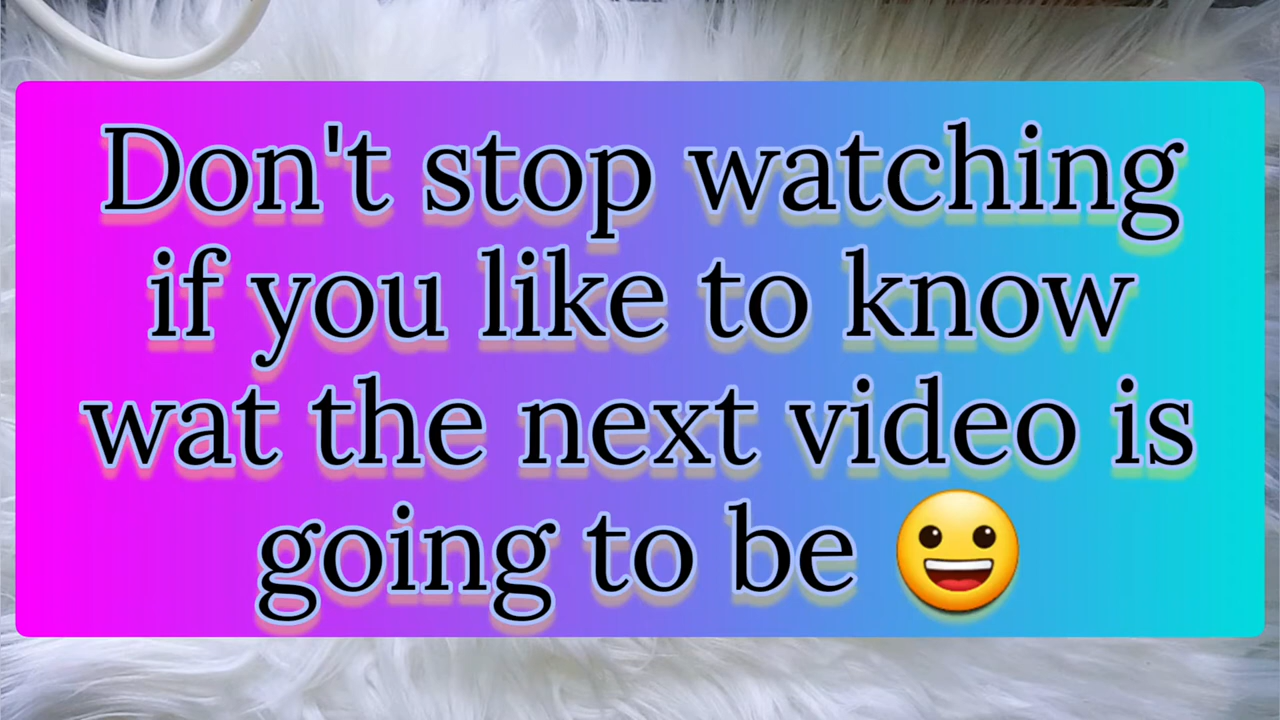 Don't stop watching
if you like to know
wat the next video is
going to be 😀